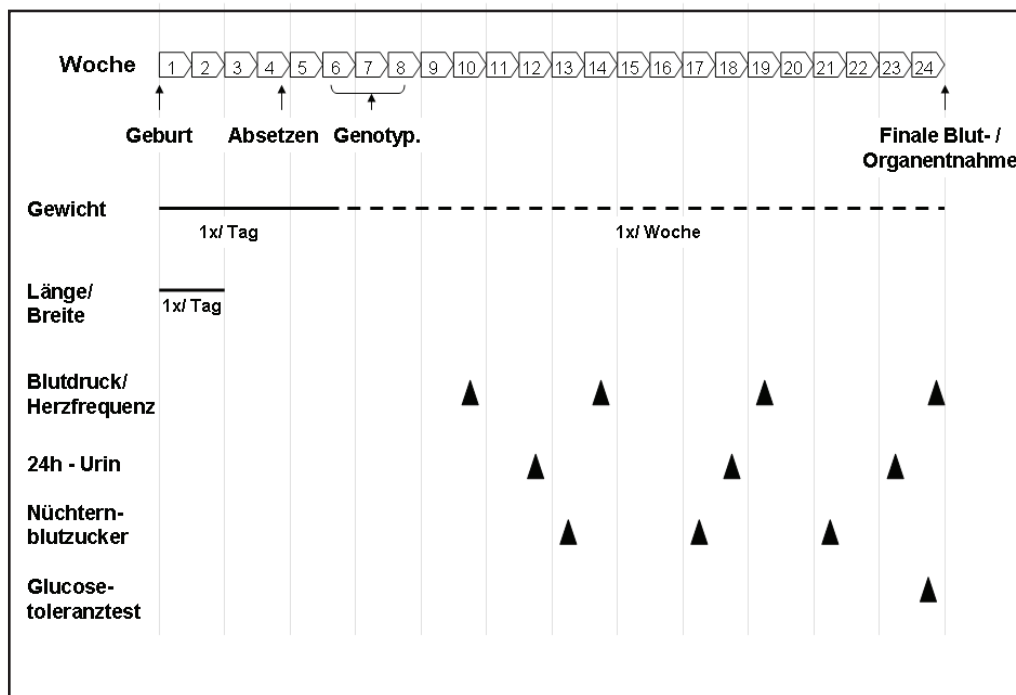 Woche 1 2 3 4 5 6 7 8 9 10 11 12 13 14 15 16 17 18 19 20 21 22 23 24
Geburt Absetzen Genotyp. Finale Blut- /
Organentnahme
Gewicht
1x/ Tag 1x/ Woche
Länge/
Breite
1x/ Tag
Blutdruck/
Herzfrequenz
24h - Urin
Nüchtern-
blutzucker
Glucose-
toleranztest